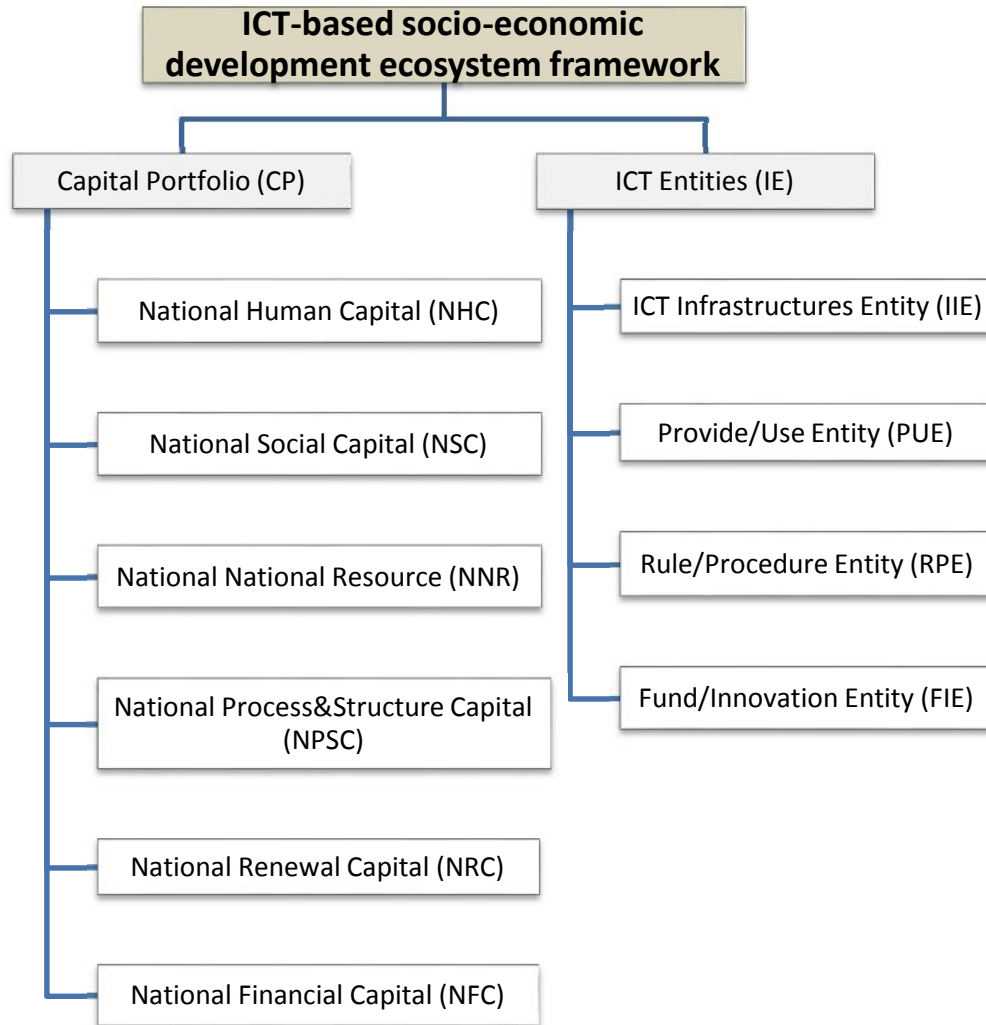 ICT-based socio-economic
development ecosystem framework
Capital Portfolio (CP)
National Human Capital (NHC)
National Social Capital (NSC)
National National Resource (NNR)
National Process&Structure Capital
(NPSC)
National Renewal Capital (NRC)
National Financial Capital (NFC)
ICT Entities (IE)
ICT Infrastructures Entity (IIE)
Provide/Use Entity (PUE)
Rule/Procedure Entity (RPE)
Fund/Innovation Entity (FIE)